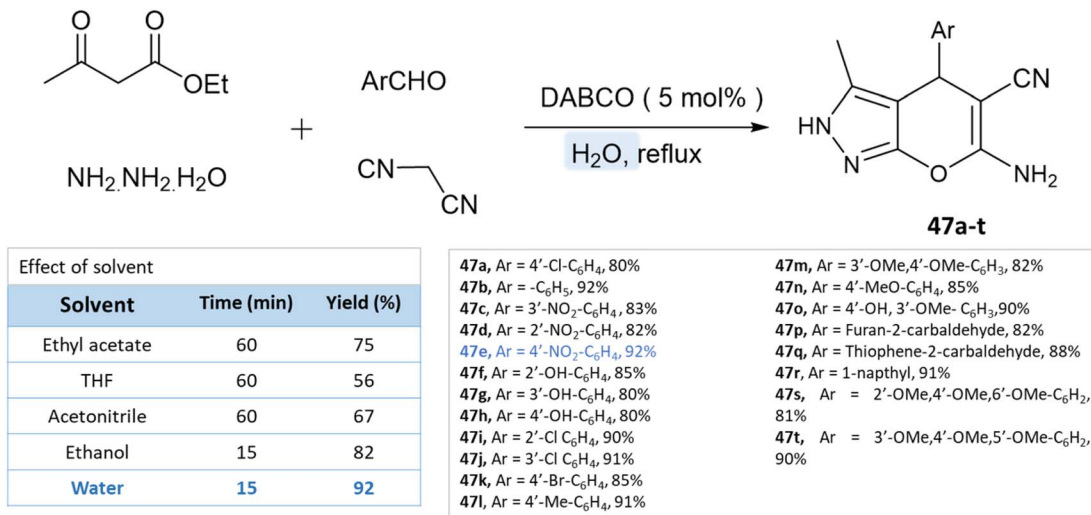 O
O
OEt
NH₂.NH₂.H₂O
+
ArCHO
CN
CN
DABCO ( 5 mol% )
H₂O, reflux
Ar
CN
HN
N
O
NH₂
47a-t
Effect of solvent
Solvent Time (min) Yield (%)
Ethyl acetate 60 75
THF 60 56
Acetonitrile 60 67
Ethanol 15 82
Water 15 92
47a, Ar = 4’-Cl-C₆H₄, 80%
47b, Ar = -C₆H₅, 92%
47c, Ar = 3’-NO₂-C₆H₄, 83%
47d, Ar = 2’-NO₂-C₆H₄, 82%
47e, Ar = 4’-NO₂-C₆H₄, 92%
47f, Ar = 2’-OH-C₆H₄, 85%
47g, Ar = 3’-OH-C₆H₄, 80%
47h, Ar = 4’-OH-C₆H₄, 80%
47i, Ar = 2’-Cl C₆H₄, 90%
47j, Ar = 3’-Cl C₆H₄, 91%
47k, Ar = 4’-Br-C₆H₄, 85%
47l, Ar = 4’-Me-C₆H₄, 91%
47m, Ar = 3’-OMe,4’-OMe-C₆H₃, 82%
47n, Ar = 4’-MeO-C₆H₄, 85%
47o, Ar = 4’-OH, 3’-OMe- C₆H₃,90%
47p, Ar = Furan-2-carbaldehyde, 82%
47q, Ar = Thiophene-2-carbaldehyde, 88%
47r, Ar = 1-napthyl, 91%
47s, Ar = 2’-OMe,4’-OMe,6’-OMe-C₆H₂,
81%
47t, Ar = 3’-OMe,4’-OMe,5’-OMe-C₆H₂,
90%